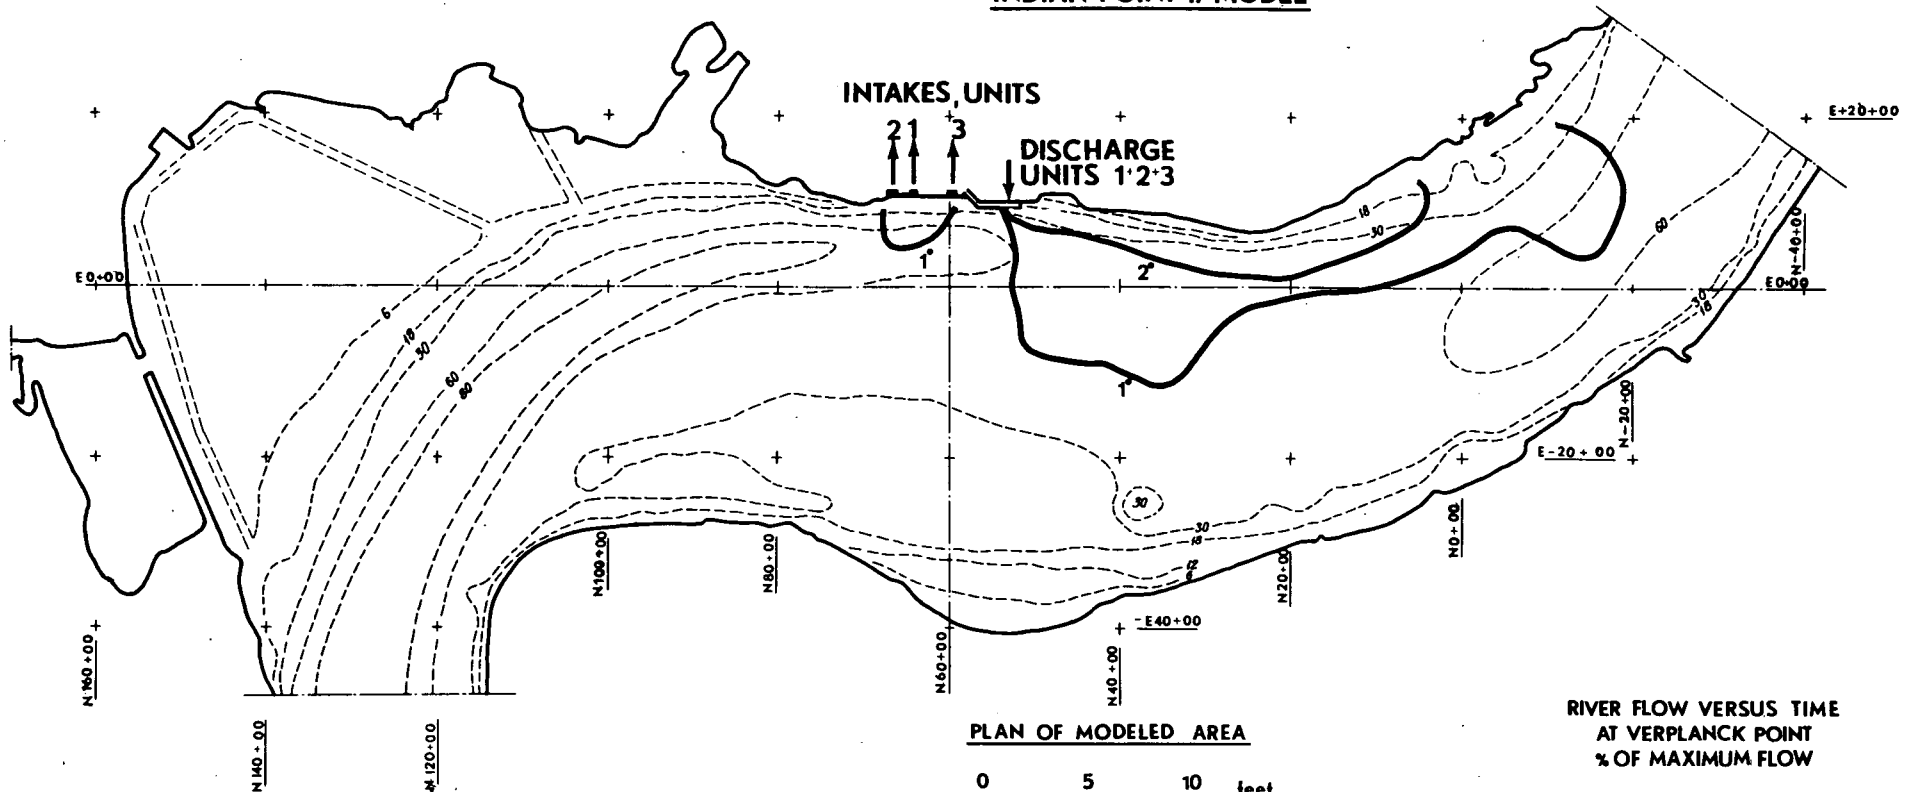 INTAKES, UNITS
2 1 3
DISCHARGE
UNITS 1+2+3
E+20+00
18
30
60
N-40+00
1°
2°
E 0+00
E 0+00
6
18
30
30
18
60
80
1°
N-20+00
E-20+00
30
30
18
12
6
N100+00
N80+00
N20+00
N0+00
-E40+00
N160+00
N60+00
N40+00
N140+00
N120+00
PLAN OF MODELED AREA
0 5 10 feet
RIVER FLOW VERSUS TIME
AT VERPLANCK POINT
% OF MAXIMUM FLOW